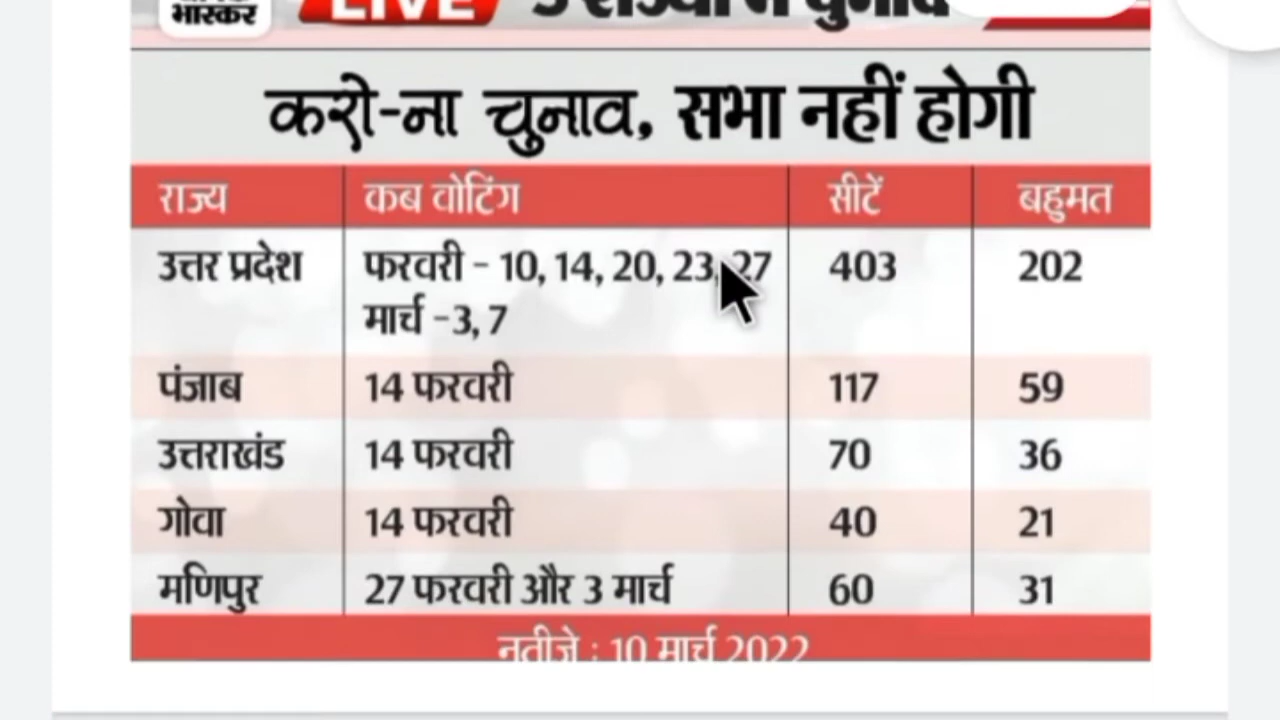 भास्कर
LIVE
करो-ना चुनाव, सभा नहीं होगी
राज्य कब वोटिंग सीटें बहुमत
उत्तर प्रदेश फरवरी - 10, 14, 20, 23, 27 403 202
मार्च -3, 7
पंजाब 14 फरवरी 117 59
उत्तराखंड 14 फरवरी 70 36
गोवा 14 फरवरी 40 21
मणिपुर 27 फरवरी और 3 मार्च 60 31
नतीजे : 10 मार्च 2022